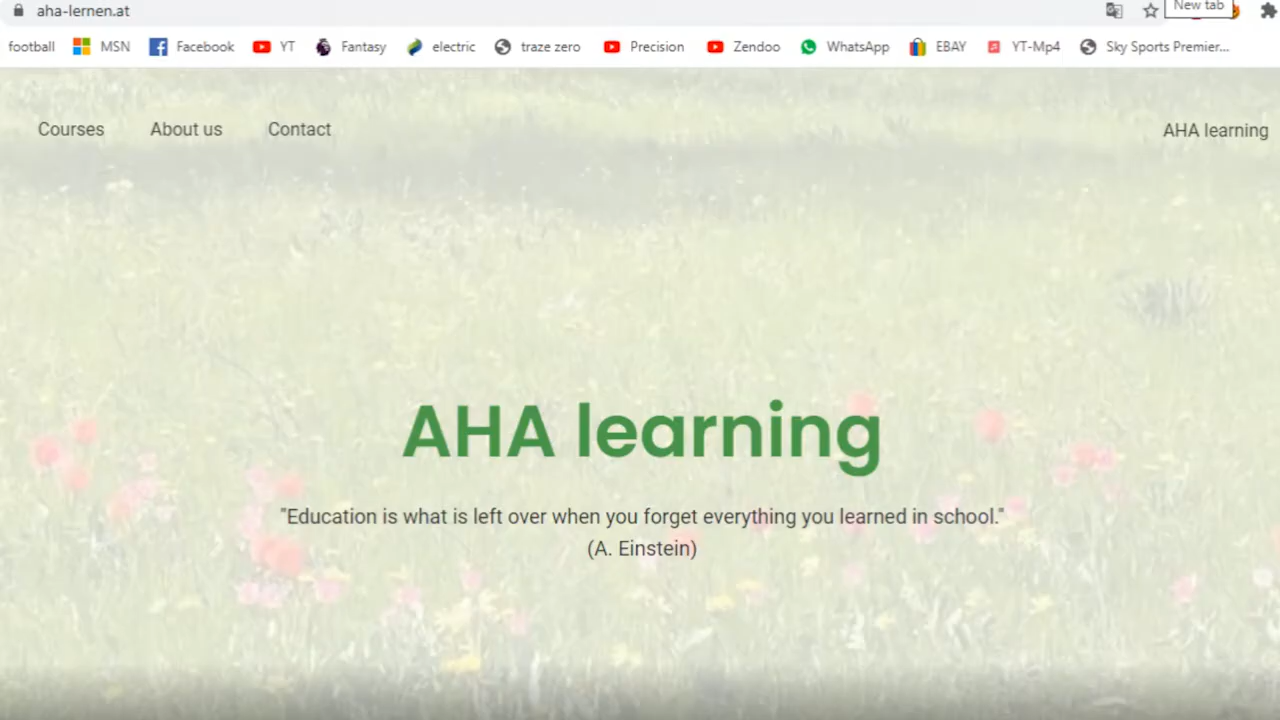 aha-lernen.at
New tab
football MSN Facebook YT Fantasy electric traze zero Precision Zendoo WhatsApp EBAY YT-Mp4 Sky Sports Premier...
Courses About us Contact AHA learning
AHA learning
"Education is what is left over when you forget everything you learned in school."
(A. Einstein)